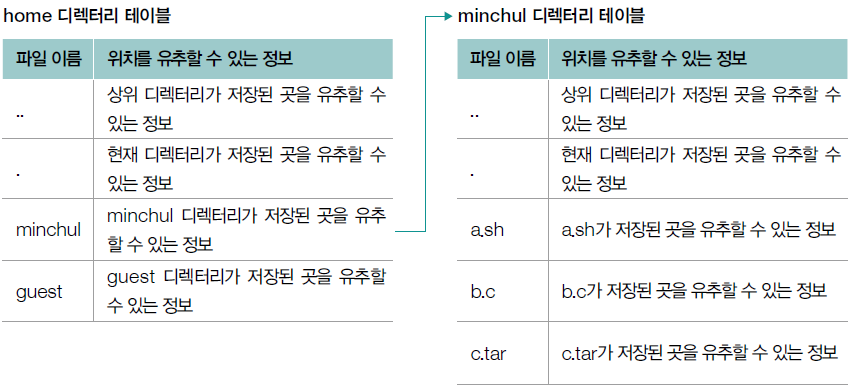 home 디렉터리 테이블
파일 이름 위치를 유추할 수 있는 정보
.. 상위 디렉터리가 저장된 곳을 유추할 수
있는 정보
. 현재 디렉터리가 저장된 곳을 유추할 수
있는 정보
minchul minchul 디렉터리가 저장된 곳을 유추
할 수 있는 정보
guest guest 디렉터리가 저장된 곳을 유추할
수 있는 정보
minchul 디렉터리 테이블
파일 이름 위치를 유추할 수 있는 정보
.. 상위 디렉터리가 저장된 곳을 유추할 수
있는 정보
. 현재 디렉터리가 저장된 곳을 유추할 수
있는 정보
a.sh a.sh가 저장된 곳을 유추할 수 있는 정보
b.c b.c가 저장된 곳을 유추할 수 있는 정보
c.tar c.tar가 저장된 곳을 유추할 수 있는 정보